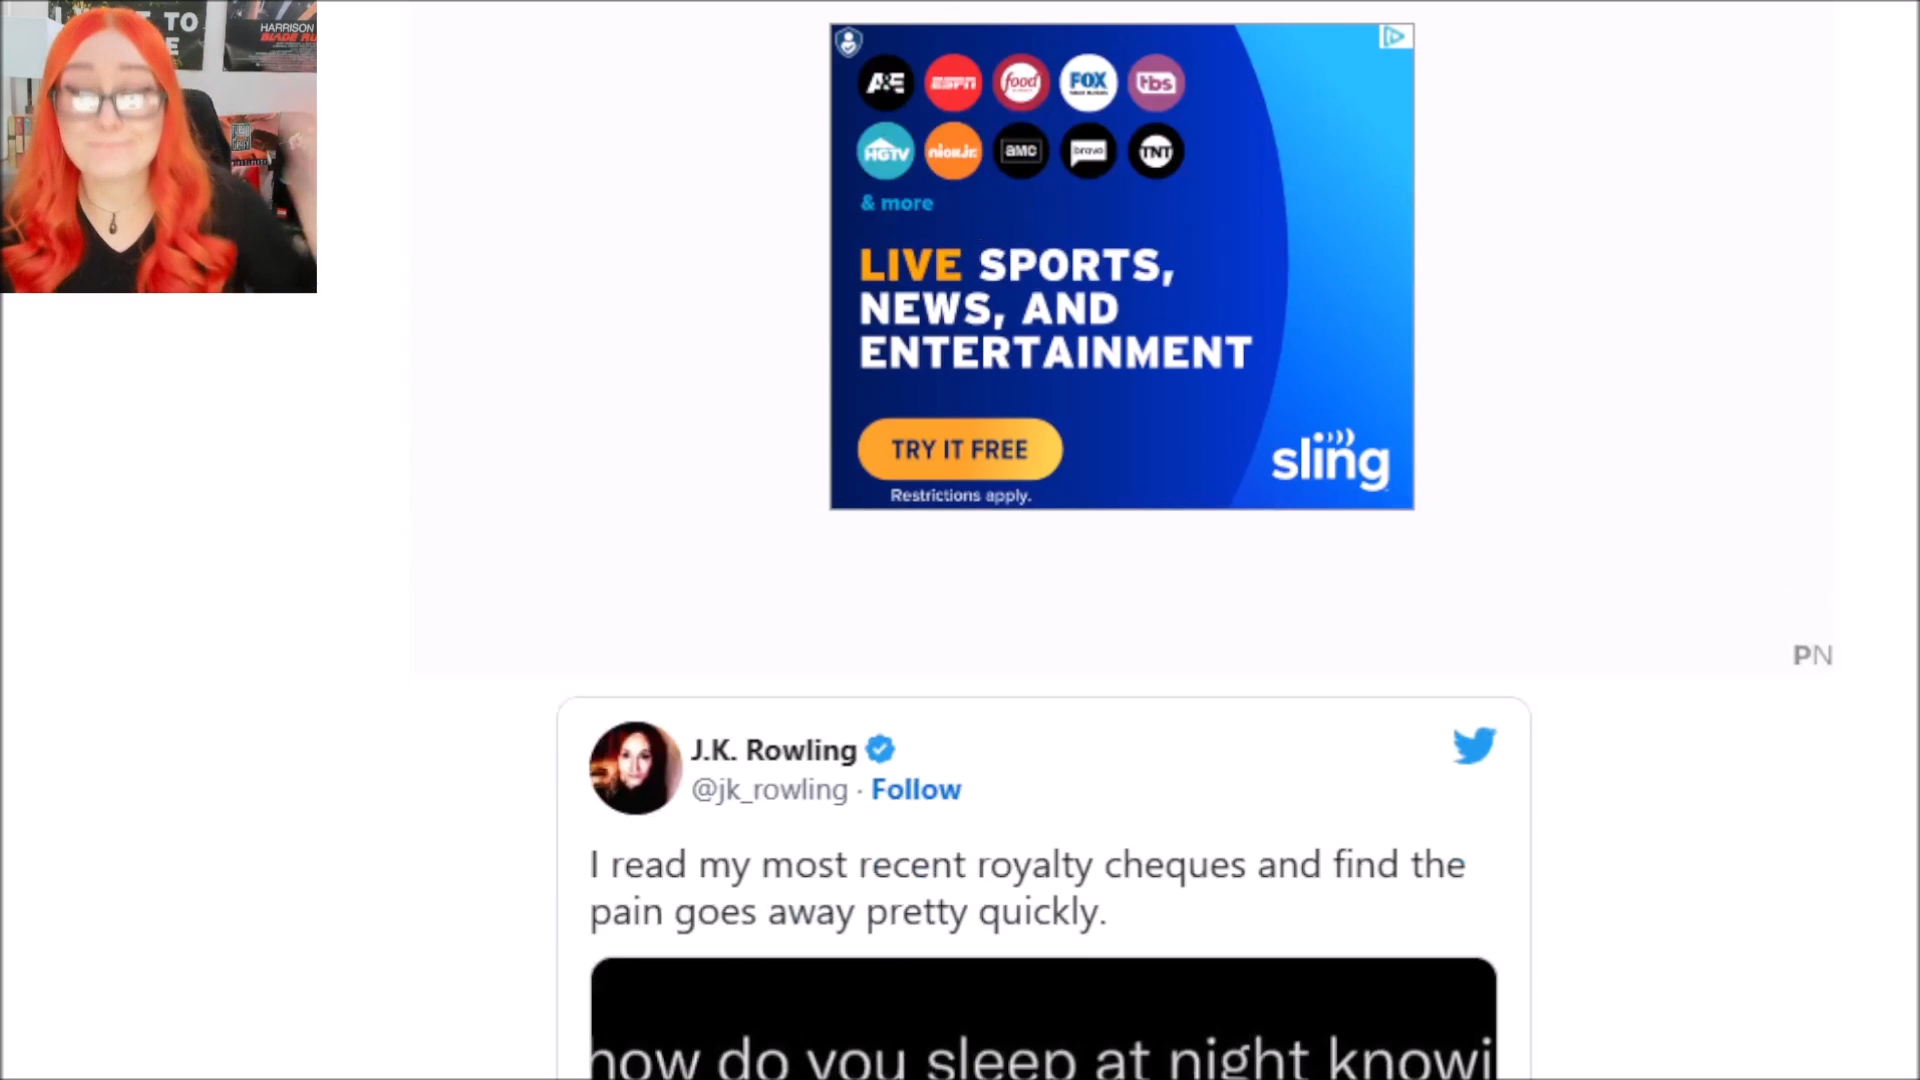 TO
E
HARRISON
BLADE RU
A&E
ESPN
food
FOX
tbs
HGTV
nick jr.
AMC
bravo
TNT
& more
LIVE SPORTS,
NEWS, AND
ENTERTAINMENT
TRY IT FREE
Restrictions apply.
sling
PN
J.K. Rowling
@jk_rowling · Follow
I read my most recent royalty cheques and find the
pain goes away pretty quickly.
how do you sleep at night knowi